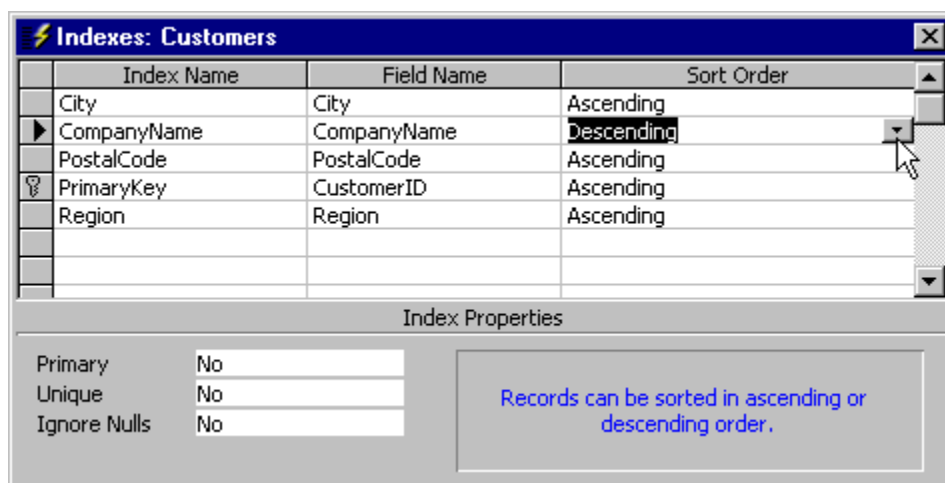 Indexes: Customers
Index Name Field Name Sort Order
City City Ascending
CompanyName CompanyName Descending
PostalCode PostalCode Ascending
PrimaryKey CustomerID Ascending
Region Region Ascending
Index Properties
Primary No
Unique No
Ignore Nulls No
Records can be sorted in ascending or
descending order.